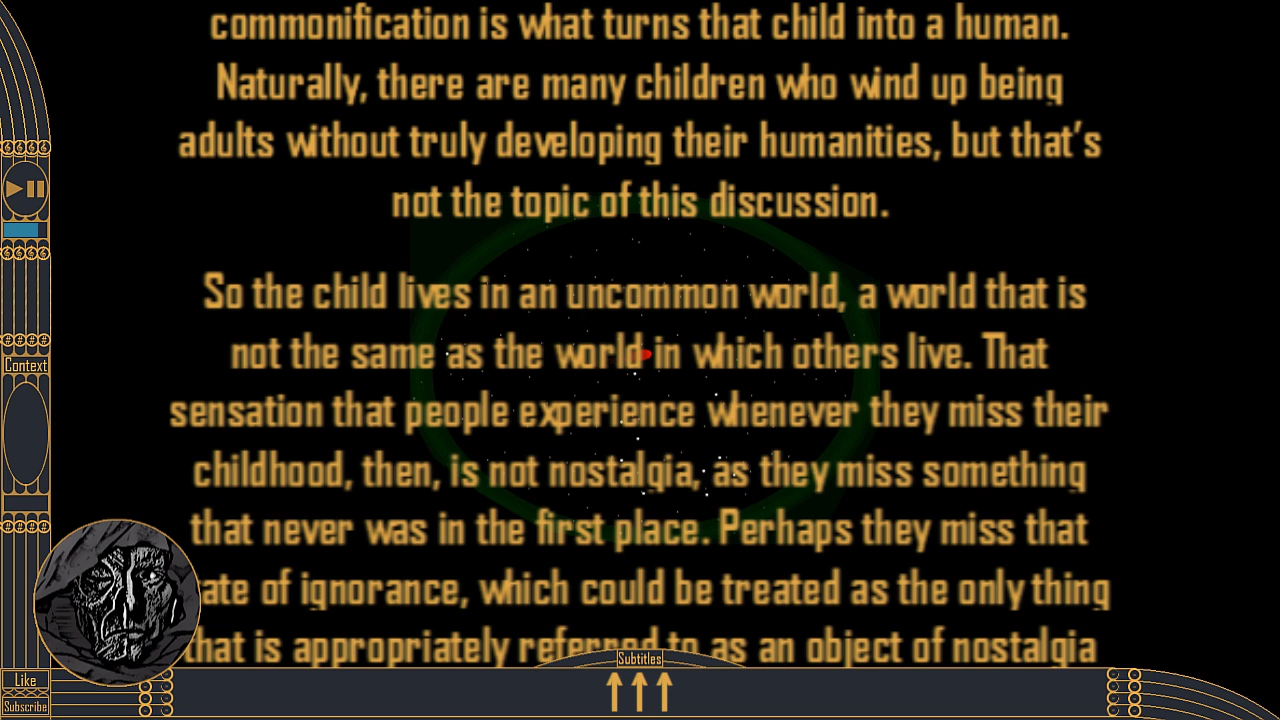 commonification is what turns that child into a human.
Naturally, there are many children who wind up being
adults without truly developing their humanities, but that's
not the topic of this discussion.
So the child lives in an uncommon world, a world that is
not the same as the world in which others live. That
sensation that people experience whenever they miss their
childhood, then, is not nostalgia, as they miss something
that never was in the first place. Perhaps they miss that
ate of ignorance, which could be treated as the only thing
that is appropriately referred to as an object of nostalgia
Context
Subtitles
Like
Subscribe